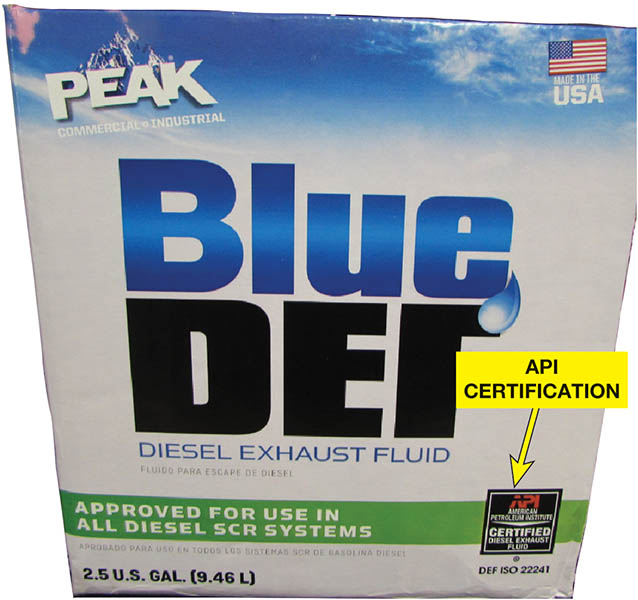 PEAK
COMMERCIAL & INDUSTRIAL
MADE IN THE
USA
Blue
DEF
API
CERTIFICATION
DIESEL EXHAUST FLUID
FLUIDO PARA ESCAPE DE DIESEL
APPROVED FOR USE IN
ALL DIESEL SCR SYSTEMS
APROBADO PARA USO EN TODOS LOS SISTEMAS SCR DE GASOLINA DIESEL
2.5 U.S. GAL. (9.46 L)
API
AMERICAN
PETROLEUM INSTITUTE
CERTIFIED
DIESEL EXHAUST
FLUID
®
DEF ISO 22241